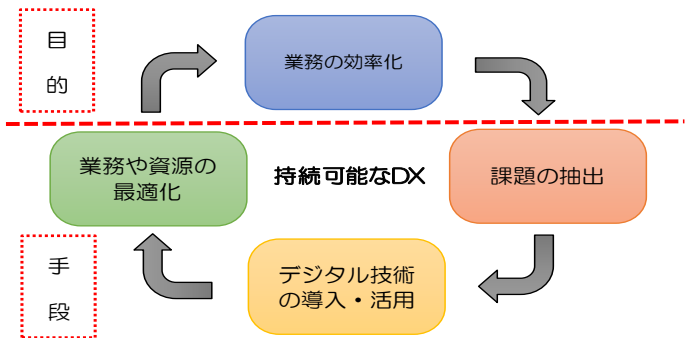 目
的
業務の効率化
業務や資源の
最適化
持続可能なDX
課題の抽出
手
段
デジタル技術
の導入・活用